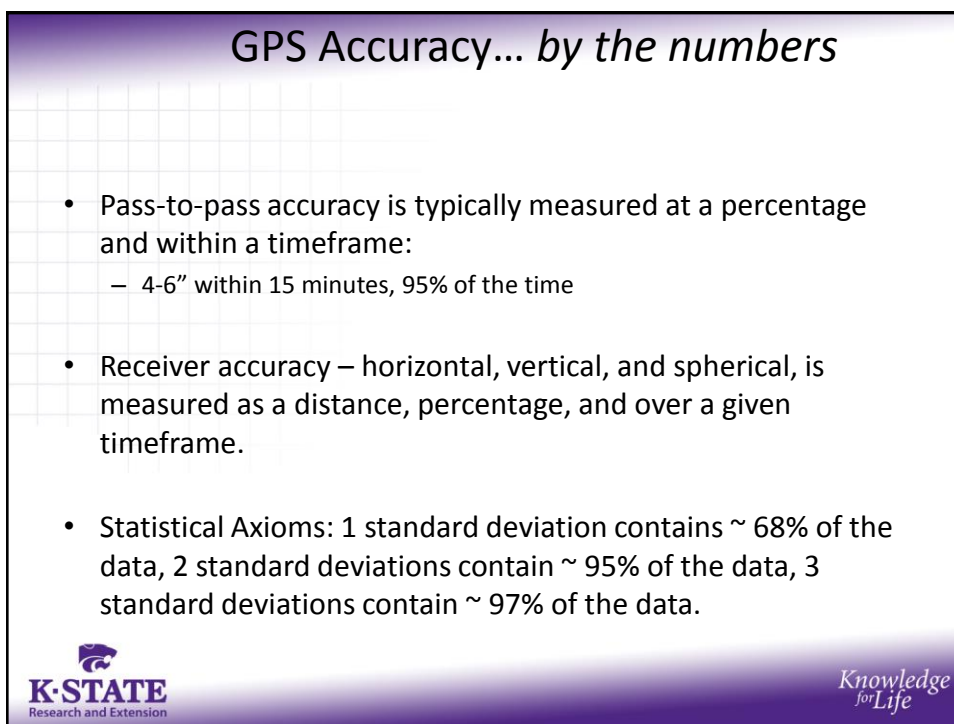 GPS Accuracy… by the numbers
• Pass-to-pass accuracy is typically measured at a percentage
and within a timeframe:
– 4-6” within 15 minutes, 95% of the time
• Receiver accuracy – horizontal, vertical, and spherical, is
measured as a distance, percentage, and over a given
timeframe.
• Statistical Axioms: 1 standard deviation contains ~ 68% of the
data, 2 standard deviations contain ~ 95% of the data, 3
standard deviations contain ~ 97% of the data.
K-STATE
Research and Extension
Knowledge
for Life